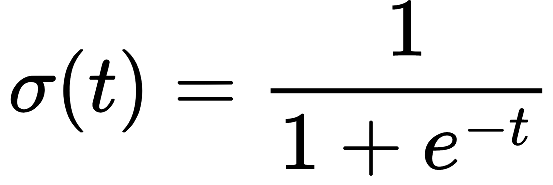 σ(t) = 1 / (1 + e^{-t})